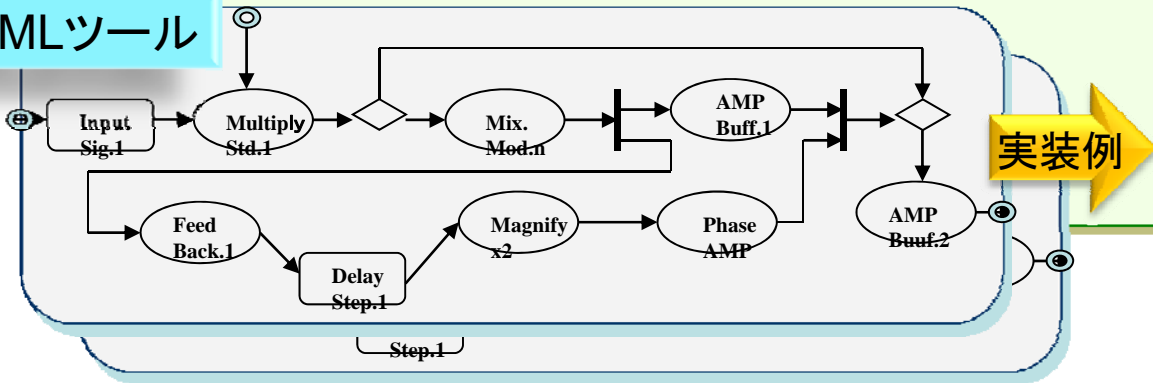 MLツール
Input
Sig.1
Multiply
Std.1
Mix.
Mod.n
AMP
Buff.1
実装例
Feed
Back.1
Magnify
x2
Phase
AMP
AMP
Buuf.2
Delay
Step.1
Step.1